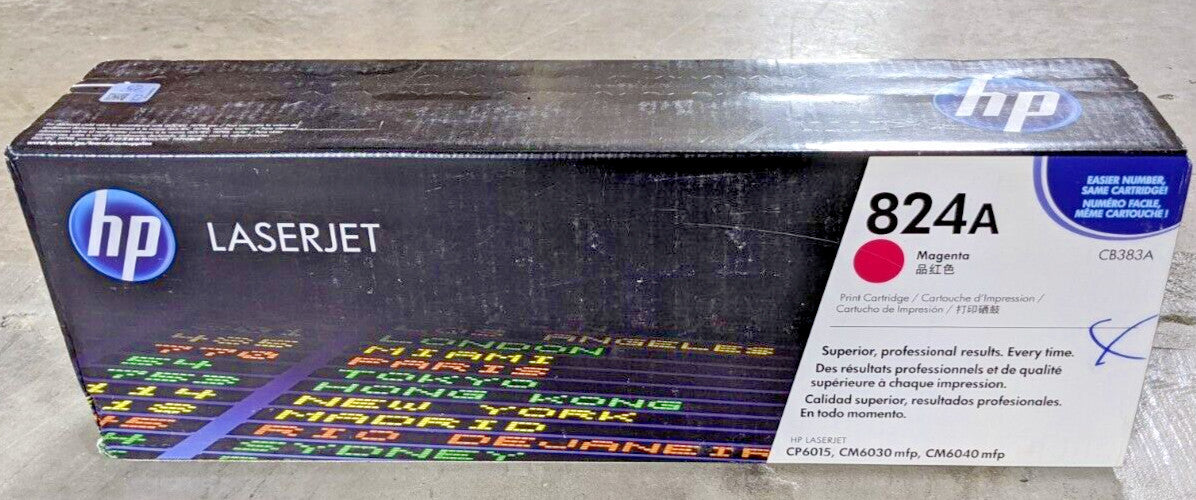 hp
hp
LASERJET
824A
Magenta
品红色
EASIER NUMBER,
SAME CARTRIDGE!
NUMÉRO FACILE,
MÊME CARTOUCHE !
CB383A
Print Cartridge / Cartouche d'Impression /
Cartucho de Impresión / 打印硒鼓
Superior, professional results. Every time.
Des résultats professionnels et de qualité
supérieure à chaque impression.
Calidad superior, resultados profesionales.
En todo momento.
HP LASERJET
CP6015, CM6030 mfp, CM6040 mfp
LOS ANGELES
LONDON
MIAMI
PARIS
TOKYO
HONG KONG
114 NEW YORK
MADRID
RIO DEJANEIR
SYDNEY